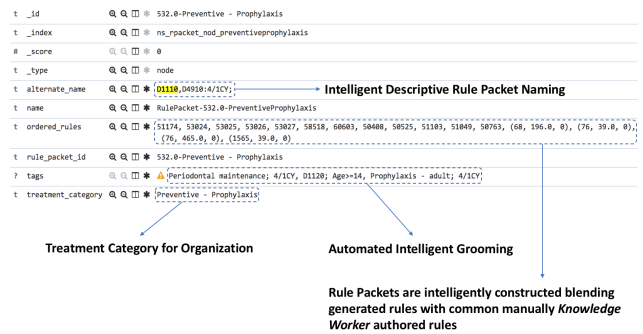 t _id 532.0-Preventive - Prophylaxis
t _index ns_rpacket_nod_preventiveprophylaxis
# _score 0
t _type node
t alternate_name D1110,D4910:4/1CY;
Intelligent Descriptive Rule Packet Naming
t name RulePacket-532.0-PreventiveProphylaxis
t ordered_rules 51174, 53024, 53025, 53026, 53027, 58518, 60603, 50408, 50525, 51103, 51049, 50763, (68, 196.0, 0), (76, 39.0, 0),
(76, 465.0, 0), (1565, 39.0, 0)
t rule_packet_id 532.0-Preventive - Prophylaxis
? tags Periodontal maintenance; 4/1CY, D1120; Age>=14, Prophylaxis - adult; 4/1CY
t treatment_category Preventive - Prophylaxis
Treatment Category for Organization
Automated Intelligent Grooming
Rule Packets are intelligently constructed blending
generated rules with common manually Knowledge
Worker authored rules